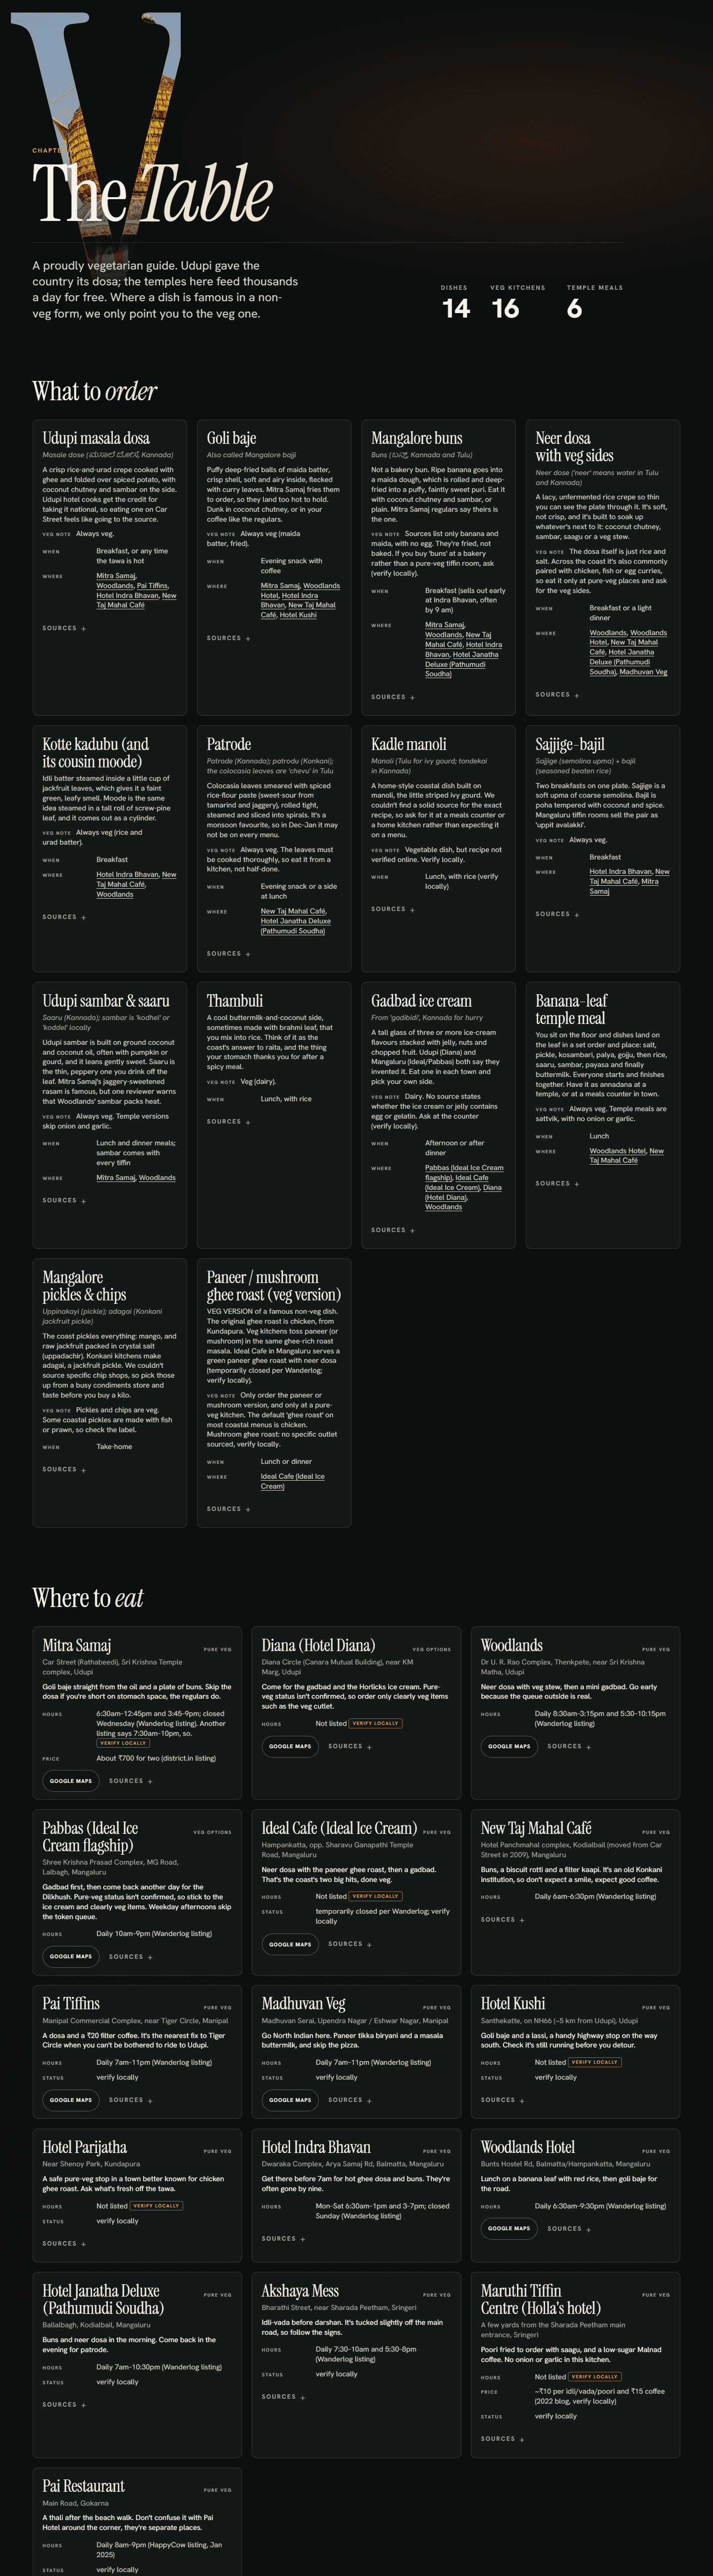 V
CHAPTER
The Table
A proudly vegetarian guide. Udupi gave the
country its dosa; the temples here feed thousands
a day for free. Where a dish is famous in a non-
veg form, we only point you to the veg one.
DISHES
14
VEG KITCHENS
16
TEMPLE MEALS
6
What to order
Udupi masala dosa
Masale dose (ಮಸಾಲೆ ದೋಸೆ, Kannada)
A crisp rice-and-urad crepe cooked with
ghee and folded over spiced potato, with
coconut chutney and sambar on the side.
Udupi hotel cooks get the credit for
taking it national, so eating one on Car
Street feels like going to the source.
VEG NOTE Always veg.
WHEN Breakfast, or any time
the tawa is hot
WHERE Mitra Samaj,
Woodlands, Pai Tiffins,
Hotel Indra Bhavan, New
Taj Mahal Café
SOURCES +
Goli baje
Also called Mangalore bajji
Puffy deep-fried balls of maida batter,
crisp shell, soft and airy inside, flecked
with curry leaves. Mitra Samaj fries them
to order, so they land too hot to hold.
Dunk in coconut chutney, or in your
coffee like the regulars.
VEG NOTE Always veg (maida
batter, fried).
WHEN Evening snack with
coffee
WHERE Mitra Samaj, Woodlands
Hotel, Hotel Indra
Bhavan, New Taj Mahal
Café, Hotel Kushi
SOURCES +
Mangalore buns
Buns (ಬನ್ಸ್, Kannada and Tulu)
Not a bakery bun. Ripe banana goes into
a maida dough, which is rolled and deep-
fried into a puffy, faintly sweet puri. Eat it
with coconut chutney and sambar, or
plain. Mitra Samaj regulars say theirs is
the one.
VEG NOTE Sources list only banana and
maida, with no egg. They're fried, not
baked. If you buy 'buns' at a bakery
rather than a pure-veg tiffin room, ask
(verify locally).
WHEN Breakfast (sells out early
at Indra Bhavan, often
by 9 am)
WHERE Mitra Samaj,
Woodlands, New Taj
Mahal Café, Hotel Indra
Bhavan, Hotel Janatha
Deluxe (Pathumudi
Soudha)
SOURCES +
Neer dosa
with veg sides
Neer dose ('neer' means water in Tulu
and Kannada)
A lacy, unfermented rice crepe so thin
you can see the plate through it. It's soft,
not crisp, and it's built to soak up
whatever's next to it: coconut chutney,
sambar, saagu or a veg stew.
VEG NOTE The dosa itself is just rice and
salt. Across the coast it's also commonly
paired with chicken, fish or egg curries,
so eat it only at pure-veg places and ask
for the veg sides.
WHEN Breakfast or a light
dinner
WHERE Woodlands, Woodlands
Hotel, New Taj Mahal
Café, Hotel Janatha
Deluxe (Pathumudi
Soudha), Madhuvan Veg
SOURCES +
Kotte kadubu (and
its cousin moode)
Idli batter steamed inside a little cup of
jackfruit leaves, which gives it a faint
green, leafy smell. Moode is the same
idea steamed in a tall roll of screw-pine
leaf, and it comes out as a cylinder.
VEG NOTE Always veg (rice and
urad batter).
WHEN Breakfast
WHERE Hotel Indra Bhavan, New
Taj Mahal Café,
Woodlands
SOURCES +
Patrode
Patrode (Kannada); patrodu (Konkani);
the colocasia leaves are 'chevu' in Tulu
Colocasia leaves smeared with spiced
rice-flour paste (sweet-sour from
tamarind and jaggery), rolled tight,
steamed and sliced into spirals. It's a
monsoon favourite, so in Dec-Jan it may
not be on every menu.
VEG NOTE Always veg. The leaves must
be cooked thoroughly, so eat it from a
kitchen, not half-done.
WHEN Evening snack or a side
at lunch
WHERE New Taj Mahal Café,
Hotel Janatha Deluxe
(Pathumudi Soudha)
SOURCES +
Kadle manoli
Manoli (Tulu for ivy gourd; tondekai
in Kannada)
A home-style coastal dish built on
manoli, the little striped ivy gourd. We
couldn't find a solid source for the exact
recipe, so ask for it at a meals counter or
a home kitchen rather than expecting it
on a menu.
VEG NOTE Vegetable dish, but recipe not
verified online. Verify locally.
WHEN Lunch, with rice (verify
locally)
SOURCES +
Sajjige-bajil
Sajjige (semolina upma) + bajil
(seasoned beaten rice)
Two breakfasts on one plate. Sajjige is a
soft upma of coarse semolina. Bajil is
poha tempered with coconut and spice.
Mangaluru tiffin rooms sell the pair as
'uppit avalakki'.
VEG NOTE Always veg.
WHEN Breakfast
WHERE Hotel Indra Bhavan, New
Taj Mahal Café, Mitra
Samaj
SOURCES +
Udupi sambar & saaru
Saaru (Kannada); sambar is 'kodhel' or
'koddel' locally
Udupi sambar is built on ground coconut
and coconut oil, often with pumpkin or
gourd, and it leans gently sweet. Saaru is
the thin, peppery one you drink off the
leaf. Mitra Samaj's jaggery-sweetened
rasam is famous, but one reviewer warns
that Woodlands' sambar packs heat.
VEG NOTE Always veg. Temple versions
skip onion and garlic.
WHEN Lunch and dinner meals;
sambar comes with
every tiffin
WHERE Mitra Samaj, Woodlands
SOURCES +
Thambuli
A cool buttermilk-and-coconut side,
sometimes made with brahmi leaf, that
you mix into rice. Think of it as the
coast's answer to raita, and the thing
your stomach thanks you for after a
spicy meal.
VEG NOTE Veg (dairy).
WHEN Lunch, with rice
SOURCES +
Gadbad ice cream
From 'gadibidi', Kannada for hurry
A tall glass of three or more ice-cream
flavours stacked with jelly, nuts and
chopped fruit. Udupi (Diana) and
Mangaluru (Ideal/Pabbas) both say they
invented it. Eat one in each town and
pick your own side.
VEG NOTE Dairy. No source states
whether the ice cream or jelly contains
egg or gelatin. Ask at the counter
(verify locally).
WHEN Afternoon or after
dinner
WHERE Pabbas (Ideal Ice Cream
flagship), Ideal Cafe
(Ideal Ice Cream), Diana
(Hotel Diana),
Woodlands
SOURCES +
Banana-leaf
temple meal
You sit on the floor and dishes land on
the leaf in a set order and place: salt,
pickle, kosambari, palya, gojju, then rice,
saaru, sambar, payasa and finally
buttermilk. Everyone starts and finishes
together. Have it as annadana at a
temple, or at a meals counter in town.
VEG NOTE Always veg. Temple meals are
sattvik, with no onion or garlic.
WHEN Lunch
WHERE Woodlands Hotel, New
Taj Mahal Café
SOURCES +
Mangalore
pickles & chips
Uppinakayi (pickle); adagai (Konkani
jackfruit pickle)
The coast pickles everything: mango, and
raw jackfruit packed in crystal salt
(uppadachir). Konkani kitchens make
adagai, a jackfruit pickle. We couldn't
source specific chip shops, so pick those
up from a busy condiments store and
taste before you buy a kilo.
VEG NOTE Pickles and chips are veg.
Some coastal pickles are made with fish
or prawn, so check the label.
WHEN Take-home
SOURCES +
Paneer / mushroom
ghee roast (veg version)
VEG VERSION of a famous non-veg dish.
The original ghee roast is chicken, from
Kundapura. Veg kitchens toss paneer (or
mushroom) in the same ghee-rich roast
masala. Ideal Cafe in Mangaluru serves a
green paneer ghee roast with neer dosa
(temporarily closed per Wanderlog;
verify locally).
VEG NOTE Only order the paneer or
mushroom version, and only at a pure-
veg kitchen. The default 'ghee roast' on
most coastal menus is chicken.
Mushroom ghee roast: no specific outlet
sourced, verify locally.
WHEN Lunch or dinner
WHERE Ideal Cafe (Ideal Ice
Cream)
SOURCES +
Where to eat
Mitra Samaj
PURE VEG
Car Street (Rathabeedi), Sri Krishna Temple
complex, Udupi
Goli baje straight from the oil and a plate of buns. Skip the
dosa if you're short on stomach space, the regulars do.
HOURS 6:30am–12:45pm and 3:45–9pm; closed
Wednesday (Wanderlog listing). Another
listing says 7:30am–10pm, so.
VERIFY LOCALLY
PRICE About ₹700 for two (district.in listing)
GOOGLE MAPS SOURCES +
Diana (Hotel Diana)
VEG OPTIONS
Diana Circle (Canara Mutual Building), near KM
Marg, Udupi
Come for the gadbad and the Horlicks ice cream. Pure-
veg status isn't confirmed, so order only clearly veg items
such as the veg cutlet.
HOURS Not listed VERIFY LOCALLY
GOOGLE MAPS SOURCES +
Woodlands
PURE VEG
Dr U. R. Rao Complex, Thenkpete, near Sri Krishna
Matha, Udupi
Neer dosa with veg stew, then a mini gadbad. Go early
because the queue outside is real.
HOURS Daily 8:30am–3:15pm and 5:30–10:15pm
(Wanderlog listing)
GOOGLE MAPS SOURCES +
Pabbas (Ideal Ice
Cream flagship)
VEG OPTIONS
Shree Krishna Prasad Complex, MG Road,
Lalbagh, Mangaluru
Gadbad first, then come back another day for the
Dilkhush. Pure-veg status isn't confirmed, so stick to the
ice cream and clearly veg items. Weekday afternoons skip
the token queue.
HOURS Daily 10am–9pm (Wanderlog listing)
GOOGLE MAPS SOURCES +
Ideal Cafe (Ideal Ice Cream)
PURE VEG
Hampankatta, opp. Sharavu Ganapathi Temple
Road, Mangaluru
Neer dosa with the paneer ghee roast, then a gadbad.
That's the coast's two big hits, done veg.
HOURS Not listed VERIFY LOCALLY
STATUS temporarily closed per Wanderlog; verify
locally
GOOGLE MAPS SOURCES +
New Taj Mahal Café
PURE VEG
Hotel Panchmahal complex, Kodialbail (moved from Car
Street in 2009), Mangaluru
Buns, a biscuit rotti and a filter kaapi. It's an old Konkani
institution, so don't expect a smile, expect good coffee.
HOURS Daily 6am–6:30pm (Wanderlog listing)
SOURCES +
Pai Tiffins
PURE VEG
Manipal Commercial Complex, near Tiger Circle, Manipal
A dosa and a ₹20 filter coffee. It's the nearest fix to Tiger
Circle when you can't be bothered to ride to Udupi.
HOURS Daily 7am–11pm (Wanderlog listing)
STATUS verify locally
GOOGLE MAPS SOURCES +
Madhuvan Veg
PURE VEG
Madhuvan Serai, Upendra Nagar / Eshwar Nagar, Manipal
Go North Indian here. Paneer tikka biryani and a masala
buttermilk, and skip the pizza.
HOURS Daily 7am–11pm (Wanderlog listing)
STATUS verify locally
GOOGLE MAPS SOURCES +
Hotel Kushi
PURE VEG
Santhekatte, on NH66 (~5 km from Udupi), Udupi
Goli baje and a lassi, a handy highway stop on the way
south. Check it's still running before you detour.
HOURS Not listed VERIFY LOCALLY
STATUS verify locally
SOURCES +
Hotel Parijatha
PURE VEG
Near Shenoy Park, Kundapura
A safe pure-veg stop in a town better known for chicken
ghee roast. Ask what's fresh off the tawa.
HOURS Not listed VERIFY LOCALLY
STATUS verify locally
SOURCES +
Hotel Indra Bhavan
PURE VEG
Dwaraka Complex, Arya Samaj Rd, Balmatta, Mangaluru
Get there before 7am for hot ghee dosa and buns. They're
often gone by nine.
HOURS Mon-Sat 6:30am–1pm and 3-7pm; closed
Sunday (Wanderlog listing)
SOURCES +
Woodlands Hotel
PURE VEG
Bunts Hostel Rd, Balmatta/Hampankatta, Mangaluru
Lunch on a banana leaf with red rice, then goli baje for
the road.
HOURS Daily 6:30am–9:30pm (Wanderlog listing)
GOOGLE MAPS SOURCES +
Hotel Janatha Deluxe
(Pathumudi Soudha)
PURE VEG
Ballalbagh, Kodialbail, Mangaluru
Buns and neer dosa in the morning. Come back in the
evening for patrode.
HOURS Daily 7am–10:30pm (Wanderlog listing)
STATUS verify locally
SOURCES +
Akshaya Mess
PURE VEG
Bharathi Street, near Sharada Peetham, Sringeri
Idli-vada before darshan. It's tucked slightly off the main
road, so follow the signs.
HOURS Daily 7:30–10am and 5:30–8pm
(Wanderlog listing)
STATUS verify locally
SOURCES +
Maruthi Tiffin
Centre (Holla's hotel)
PURE VEG
A few yards from the Sharada Peetham main
entrance, Sringeri
Poori fried to order with saagu, and a low-sugar Malnad
coffee. No onion or garlic in this kitchen.
HOURS Not listed VERIFY LOCALLY
PRICE ~₹10 per idli/vada/poori and ₹15 coffee
(2022 blog, verify locally)
STATUS verify locally
SOURCES +
Pai Restaurant
PURE VEG
Main Road, Gokarna
A thali after the beach walk. Don't confuse it with Pai
Hotel around the corner, they're separate places.
HOURS Daily 8am–9pm (HappyCow listing, Jan
2025)
STATUS verify locally